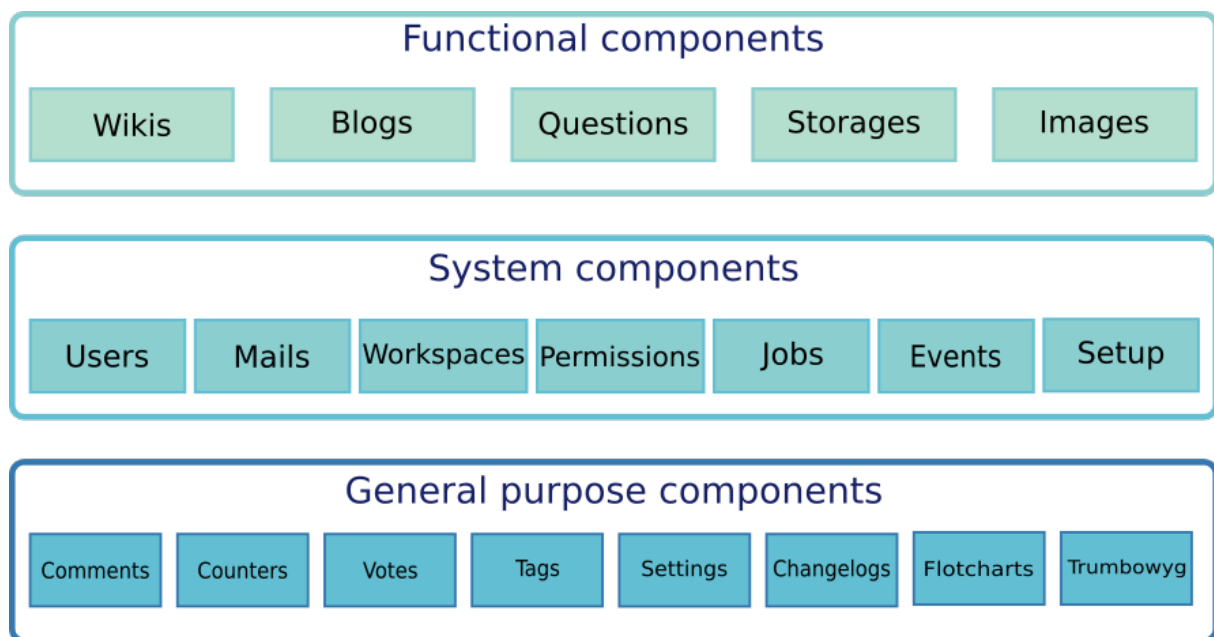 Functional components
Wikis Blogs Questions Storages Images
System components
Users Mails Workspaces Permissions Jobs Events Setup
General purpose components
Comments Counters Votes Tags Settings Changelogs Flotcharts Trumbowyg